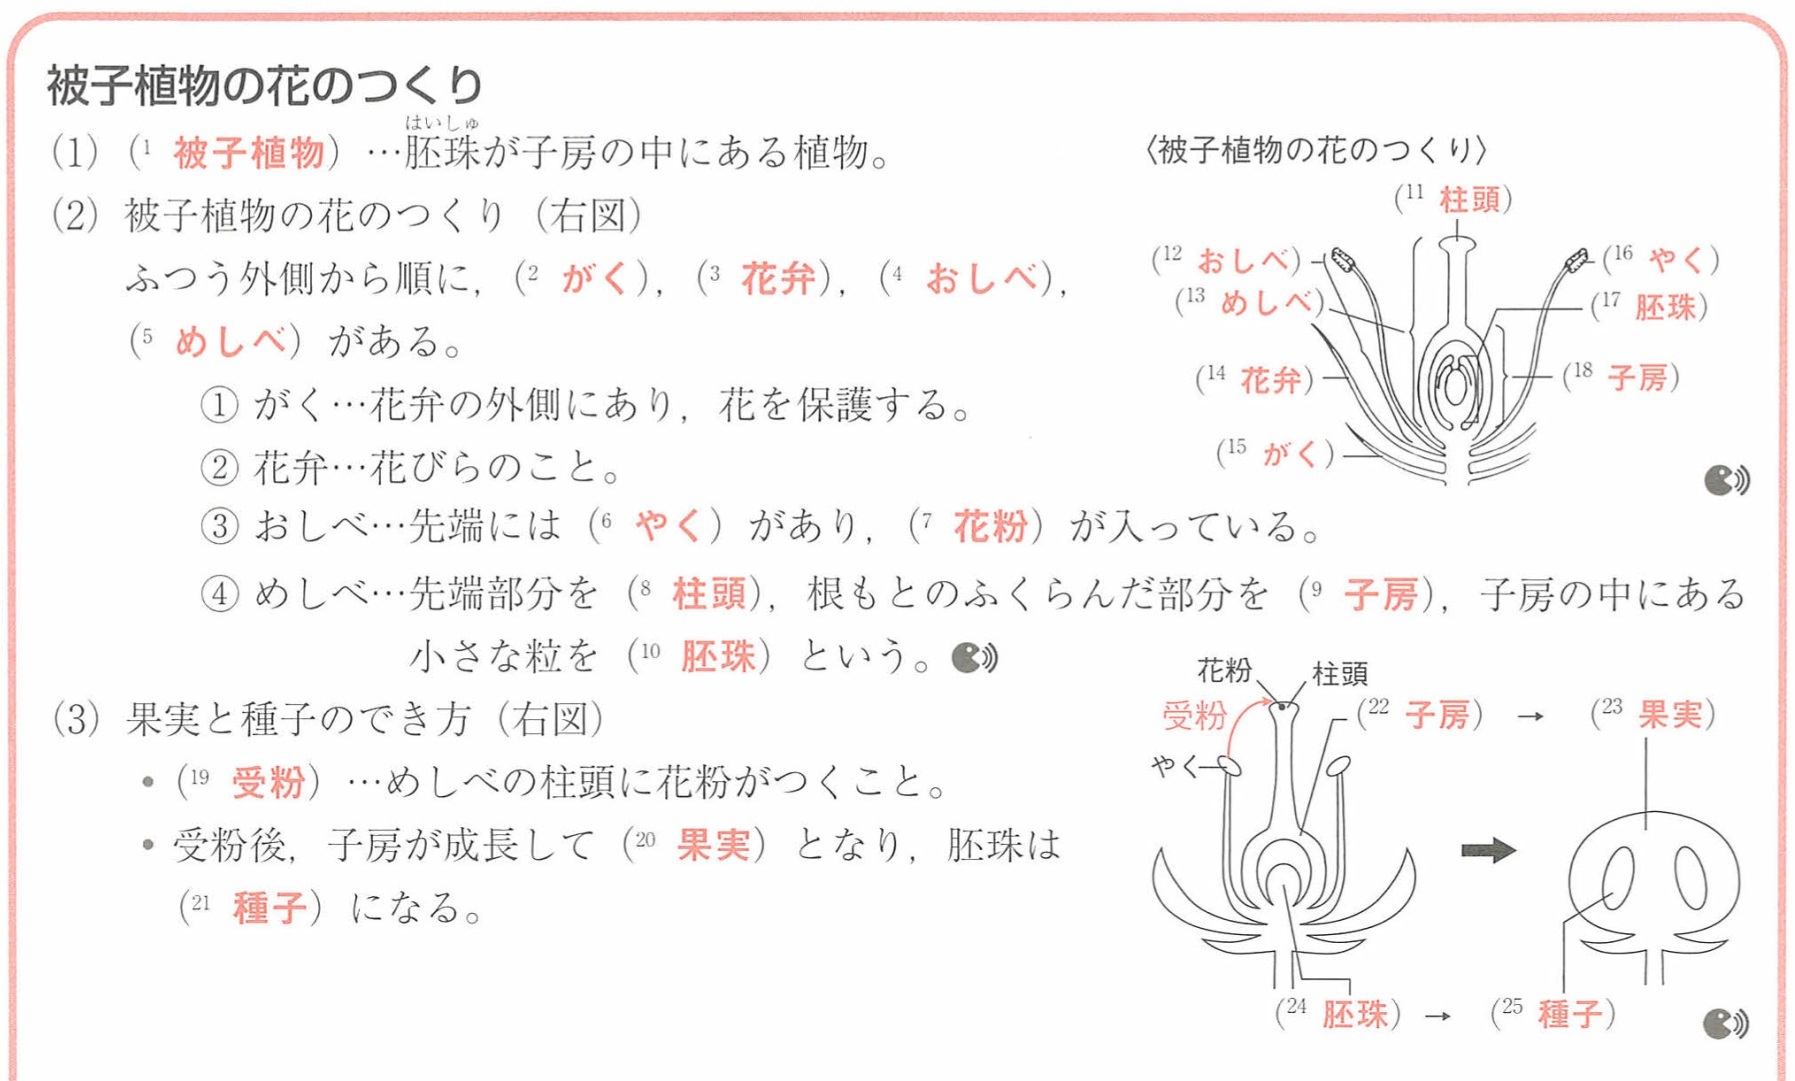 被子植物の花のつくり
(1) (1 被子植物) …胚珠が子房の中にある植物。
はいしゅ
(2) 被子植物の花のつくり（右図）
ふつう外側から順に，(2 がく)，(3 花弁)，(4 おしべ)，
(5 めしべ) がある。
① がく…花弁の外側にあり，花を保護する。
② 花弁…花びらのこと。
③ おしべ…先端には (6 やく) があり，(7 花粉) が入っている。
④ めしべ…先端部分を (8 柱頭)，根もとのふくらんだ部分を (9 子房)，子房の中にある
小さな粒を (10 胚珠) という。
〈被子植物の花のつくり〉
(11 柱頭)
(12 おしべ)
(13 めしべ)
(14 花弁)
(15 がく)
(16 やく)
(17 胚珠)
(18 子房)
(3) 果実と種子のでき方（右図）
• (19 受粉) …めしべの柱頭に花粉がつくこと。
• 受粉後，子房が成長して (20 果実) となり，胚珠は
(21 種子) になる。
花粉 柱頭
受粉
やく
(22 子房) → (23 果実)
(24 胚珠) → (25 種子)